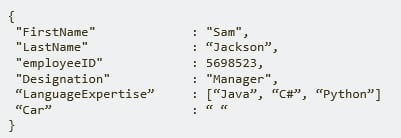 {
"FirstName" : "Sam",
"LastName" : “Jackson”,
"employeeID" : 5698523,
"Designation" : "Manager",
“LanguageExpertise” : [“Java”, “C#”, “Python”]
“Car” : “ “
}